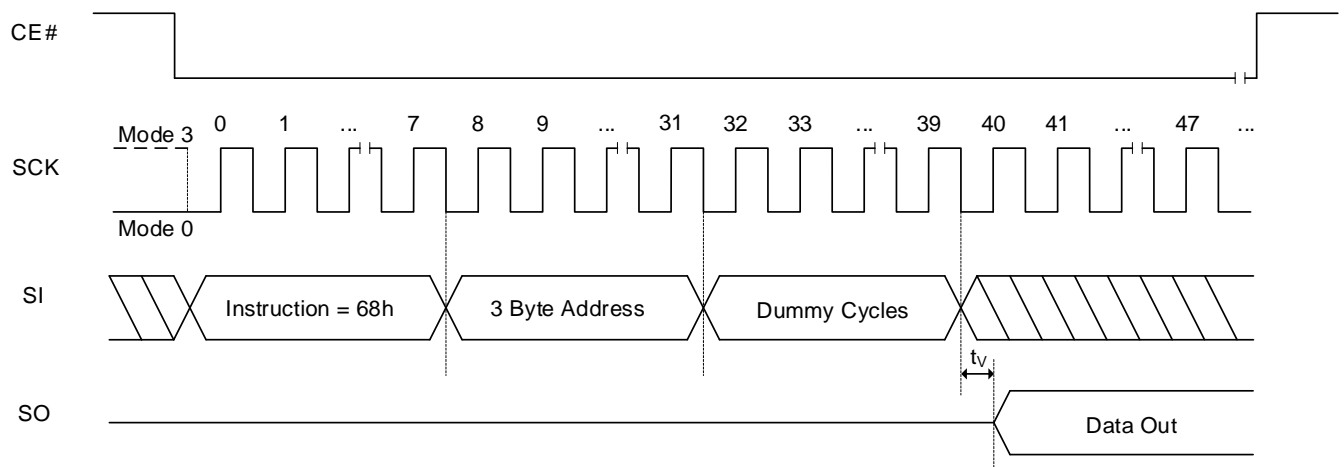 CE#
0 1 ... 7 8 9 ... 31 32 33 ... 39 40 41 ... 47 ...
Mode 3
SCK
Mode 0
SI
Instruction = 68h
3 Byte Address
Dummy Cycles
tV
SO
Data Out